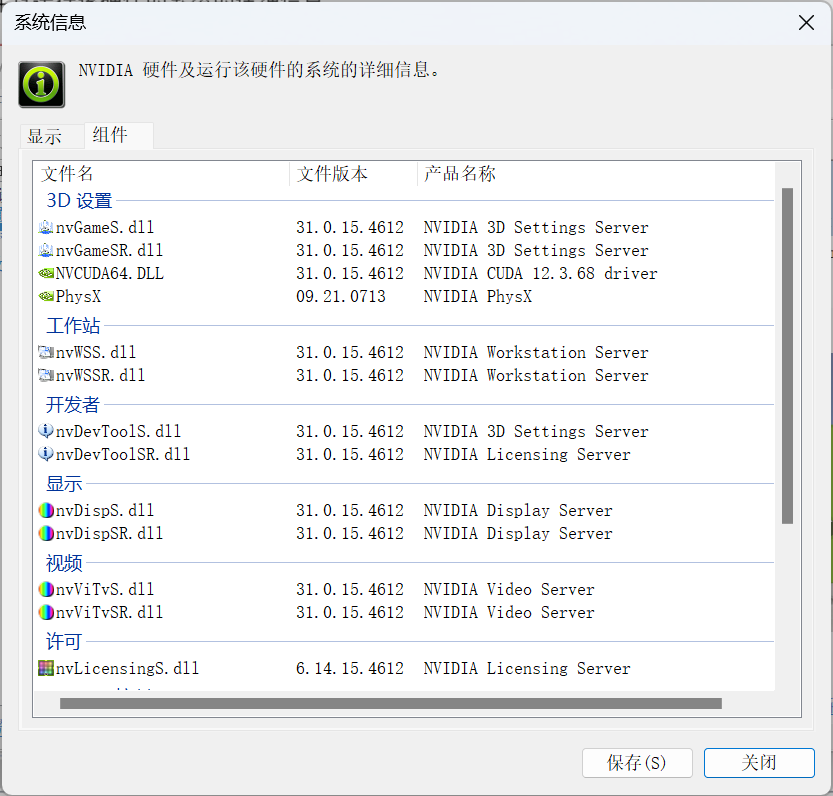 系统信息
NVIDIA 硬件及运行该硬件的系统的详细信息。
显示 组件
文件名 文件版本 产品名称
3D 设置
nvGameS.dll 31.0.15.4612 NVIDIA 3D Settings Server
nvGameSR.dll 31.0.15.4612 NVIDIA 3D Settings Server
NVCUDA64.DLL 31.0.15.4612 NVIDIA CUDA 12.3.68 driver
PhysX 09.21.0713 NVIDIA PhysX
工作站
nvWSS.dll 31.0.15.4612 NVIDIA Workstation Server
nvWSSR.dll 31.0.15.4612 NVIDIA Workstation Server
开发者
nvDevToolS.dll 31.0.15.4612 NVIDIA 3D Settings Server
nvDevToolSR.dll 31.0.15.4612 NVIDIA Licensing Server
显示
nvDispS.dll 31.0.15.4612 NVIDIA Display Server
nvDispSR.dll 31.0.15.4612 NVIDIA Display Server
视频
nvViTvS.dll 31.0.15.4612 NVIDIA Video Server
nvViTvSR.dll 31.0.15.4612 NVIDIA Video Server
许可
nvLicensingS.dll 6.14.15.4612 NVIDIA Licensing Server
保存(S) 关闭